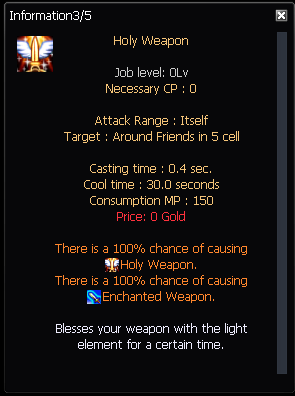 Information3/5
Holy Weapon
Job level: 0Lv
Necessary CP : 0
Attack Range : Itself
Target : Around Friends in 5 cell
Casting time : 0.4 sec.
Cool time : 30.0 seconds
Consumption MP : 150
Price: 0 Gold
There is a 100% chance of causing
Holy Weapon.
There is a 100% chance of causing
Enchanted Weapon.
Blesses your weapon with the light
element for a certain time.